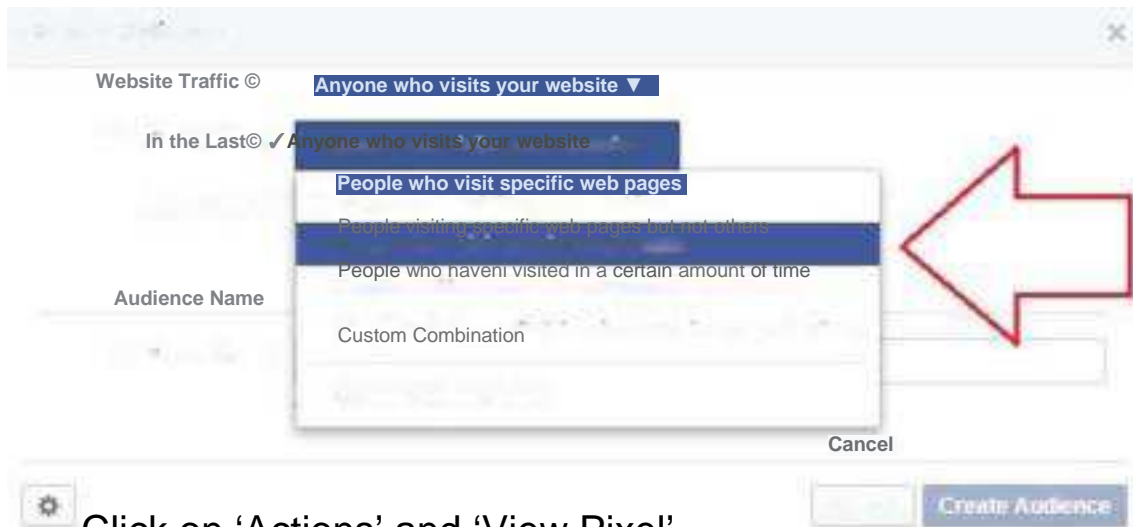 Website Traffic © Anyone who visits your website ▼
In the Last© ✓Anyone who visits your website
People who visit specific web pages
People visiting specific web pages but not others
People who haveni visited in a certain amount of time
Audience Name
Custom Combination
Cancel
Create Audience
Click on ‘Actions’ and ‘View Pixel’